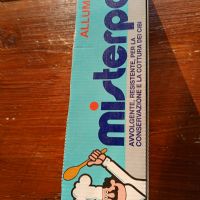 ALLUM
misterpa
AVVOLGENTE, RESISTENTE, PER LA
CONSERVAZIONE E LA COTTURA DEI CIBI